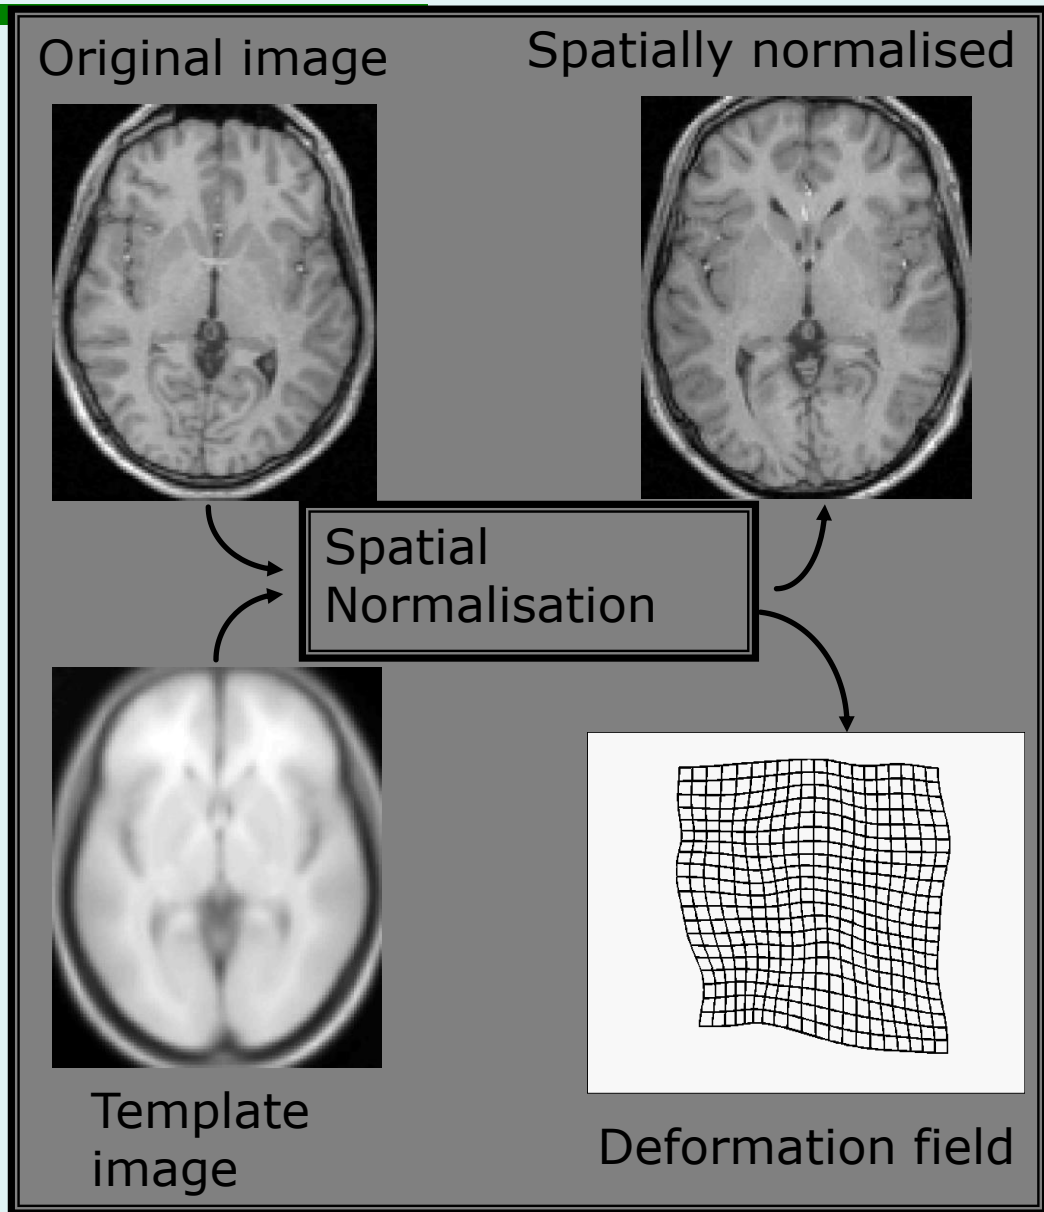 Original image
Spatially normalised
Spatial
Normalisation
Template
image
Deformation field